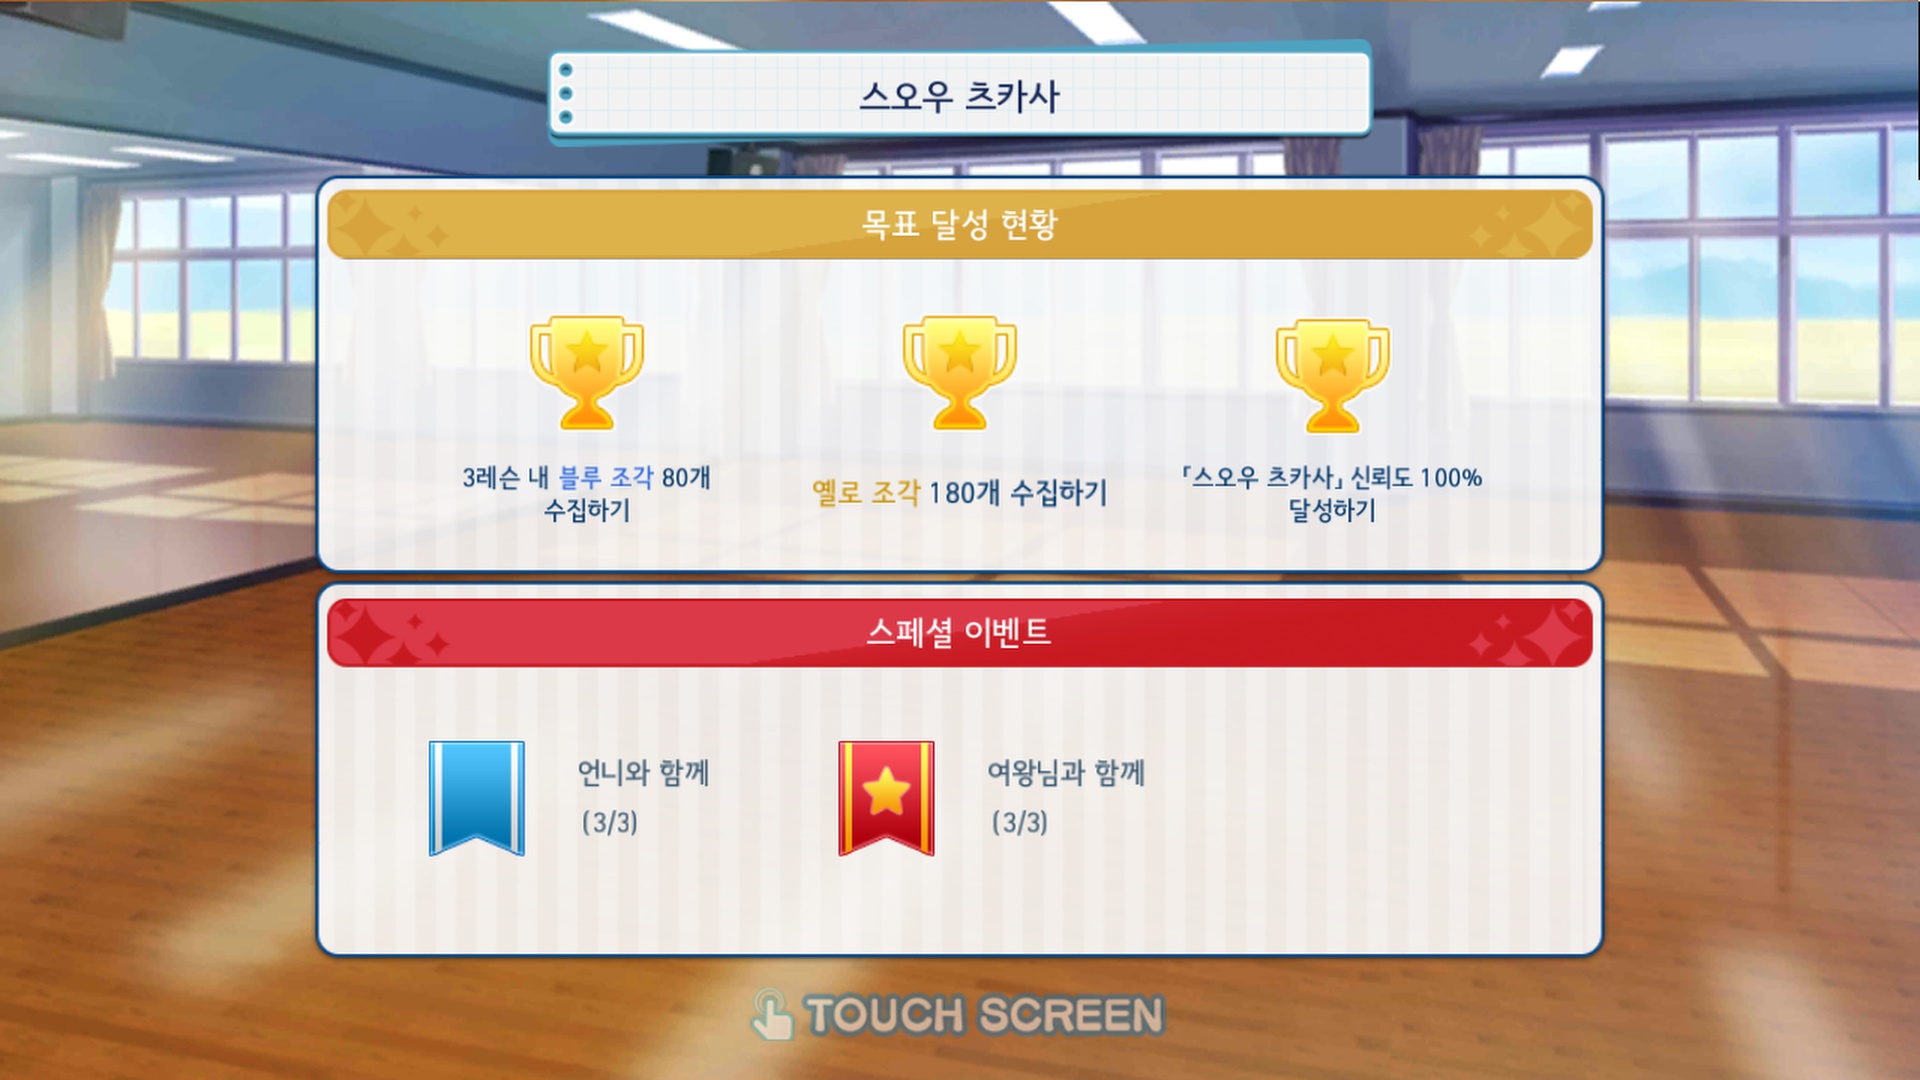 스오우 츠카사
목표 달성 현황
3레슨 내 블루 조각 80개
수집하기
옐로 조각 180개 수집하기
「스오우 츠카사」 신뢰도 100%
달성하기
스페셜 이벤트
언니와 함께
(3/3)
여왕님과 함께
(3/3)
TOUCH SCREEN